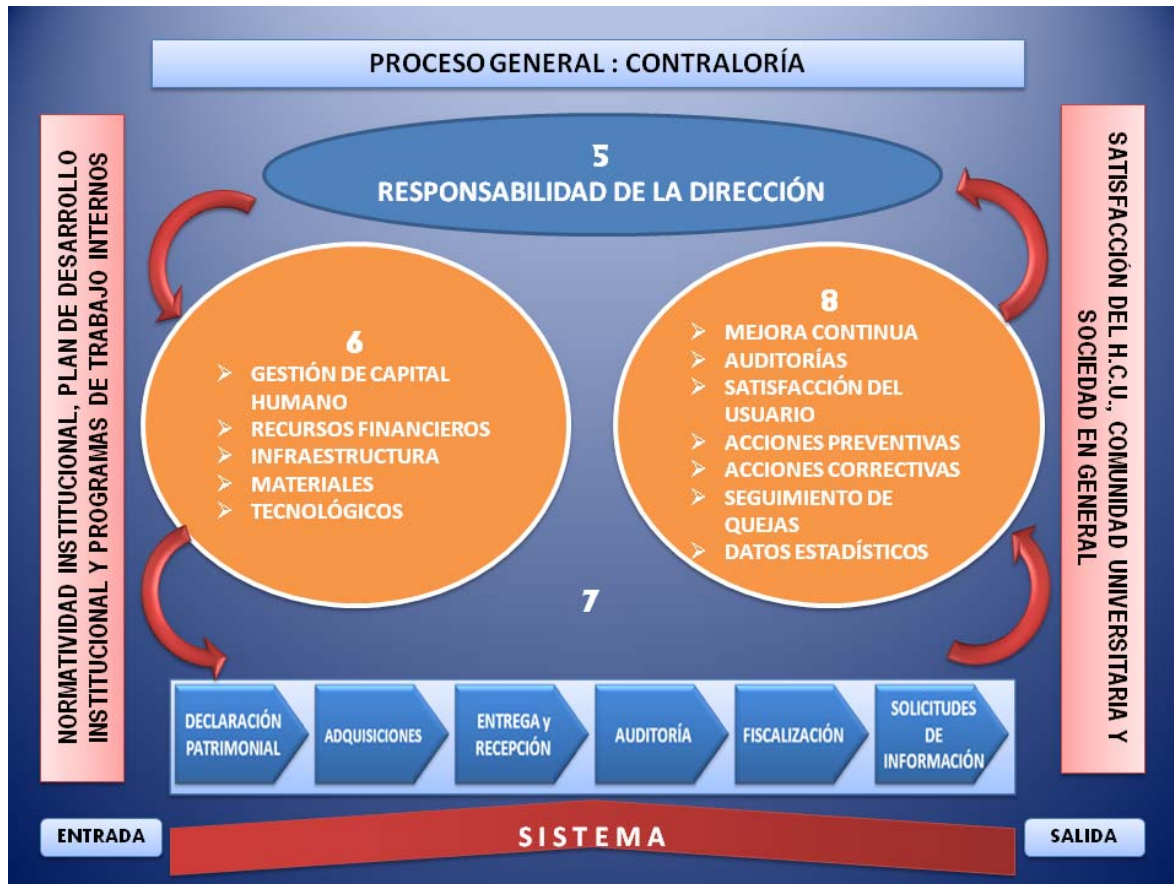 PROCESO GENERAL : CONTRALORÍA
NORMATIVIDAD INSTITUCIONAL, PLAN DE DESARROLLO
INSTITUCIONAL Y PROGRAMAS DE TRABAJO INTERNOS
5
RESPONSABILIDAD DE LA DIRECCIÓN
6
➢ GESTIÓN DE CAPITAL
HUMANO
➢ RECURSOS FINANCIEROS
➢ INFRAESTRUCTURA
➢ MATERIALES
➢ TECNOLÓGICOS
8
➢ MEJORA CONTINUA
➢ AUDITORÍAS
➢ SATISFACCIÓN DEL
USUARIO
➢ ACCIONES PREVENTIVAS
➢ ACCIONES CORRECTIVAS
➢ SEGUIMIENTO DE
QUEJAS
➢ DATOS ESTADÍSTICOS
SATISFACCIÓN DEL H.C.U., COMUNIDAD UNIVERSITARIA Y
SOCIEDAD EN GENERAL
7
DECLARACIÓN
PATRIMONIAL
ADQUISICIONES
ENTREGA y
RECEPCIÓN
AUDITORÍA
FISCALIZACIÓN
SOLICITUDES
DE
INFORMACIÓN
ENTRADA
SISTEMA
SALIDA